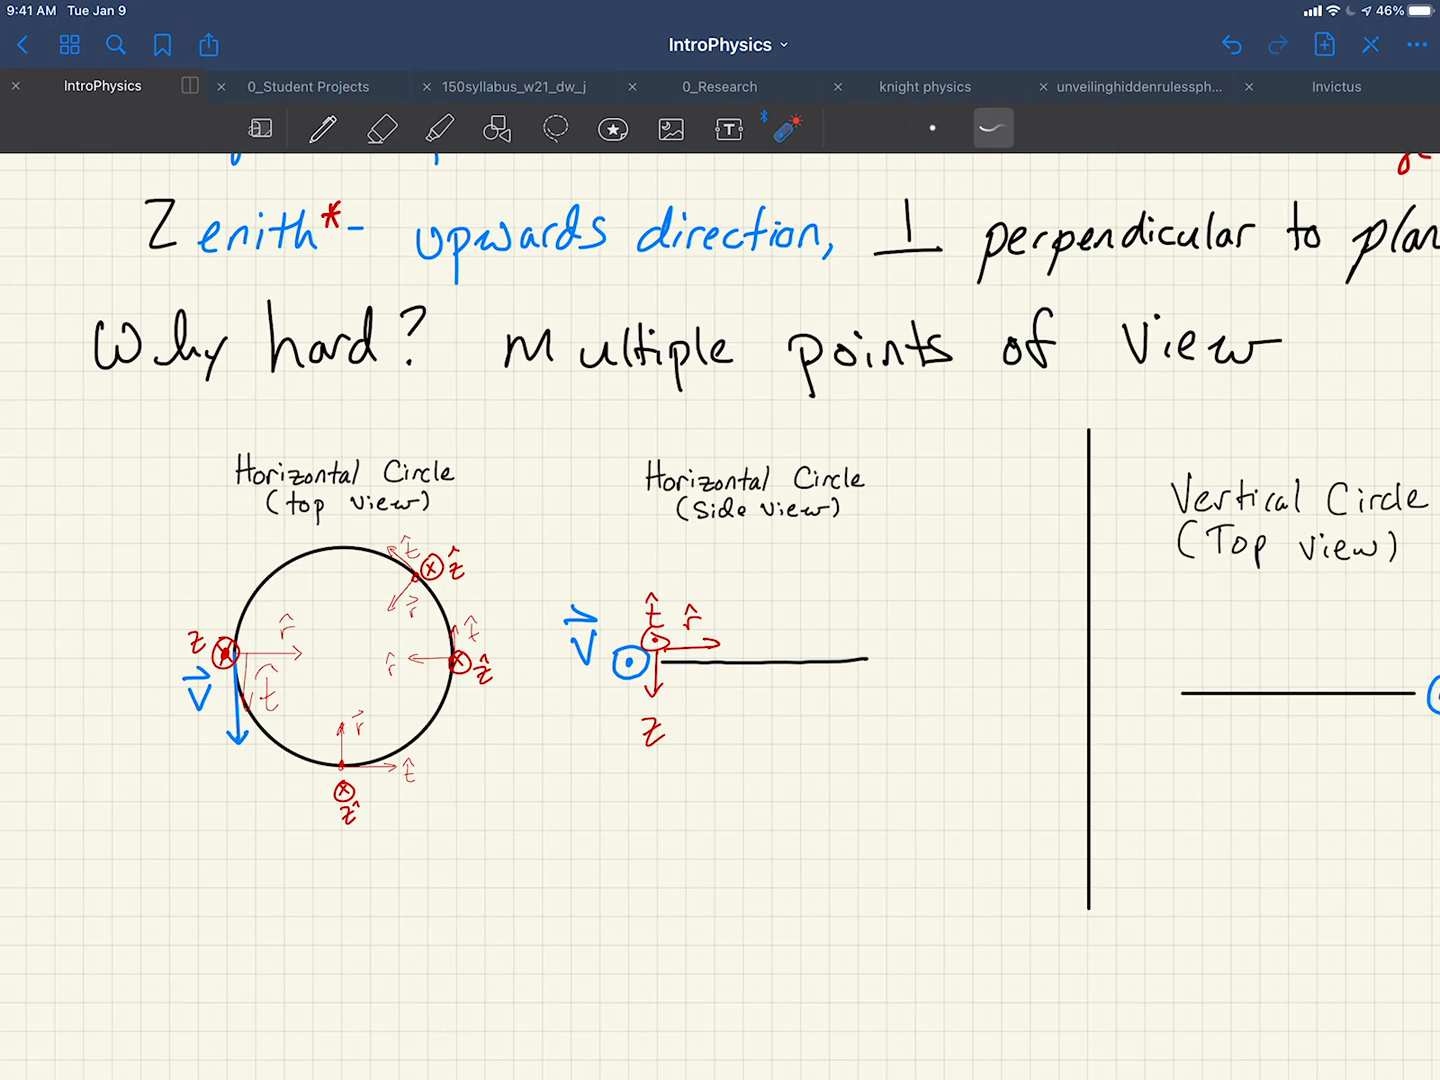 9:41 AM Tue Jan 9
46%
IntroPhysics
IntroPhysics
0_Student Projects
150syllabus_w21_dw_j
0_Research
knight physics
unveilinghiddenrulessph...
Invictus
Zenith* - upwards direction, ⊥ perpendicular to plan
Why hard? Multiple points of view
Horizontal Circle
(top view)
Horizontal Circle
(side view)
Vertical Circle
(Top view)
t̂
ẑ
r⃗
z
r̂
t̂
r̂
t̂
ẑ
V⃗
r⃗
t̂
ẑ
V⃗
t̂
r̂
z